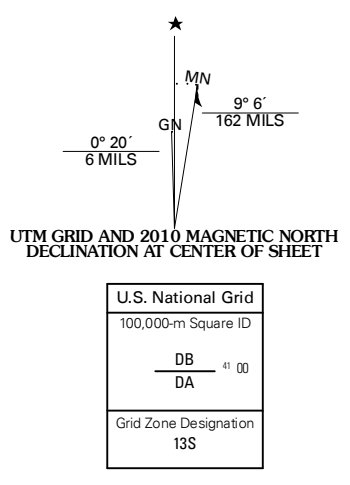 ★
MN
GN
9° 6´
162 MILS
0° 20´
6 MILS
UTM GRID AND 2010 MAGNETIC NORTH
DECLINATION AT CENTER OF SHEET
U.S. National Grid
100,000-m Square ID
DB
41 00
DA
Grid Zone Designation
13S